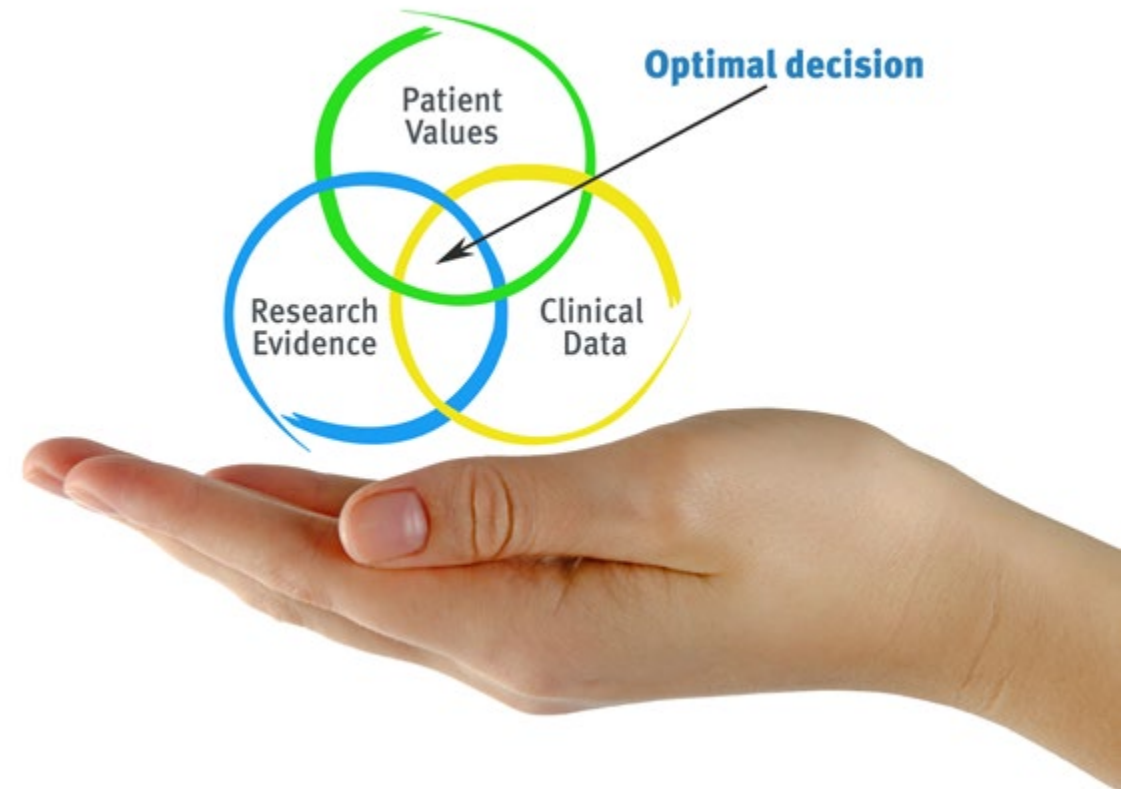 Optimal decision
Patient
Values
Research
Evidence
Clinical
Data